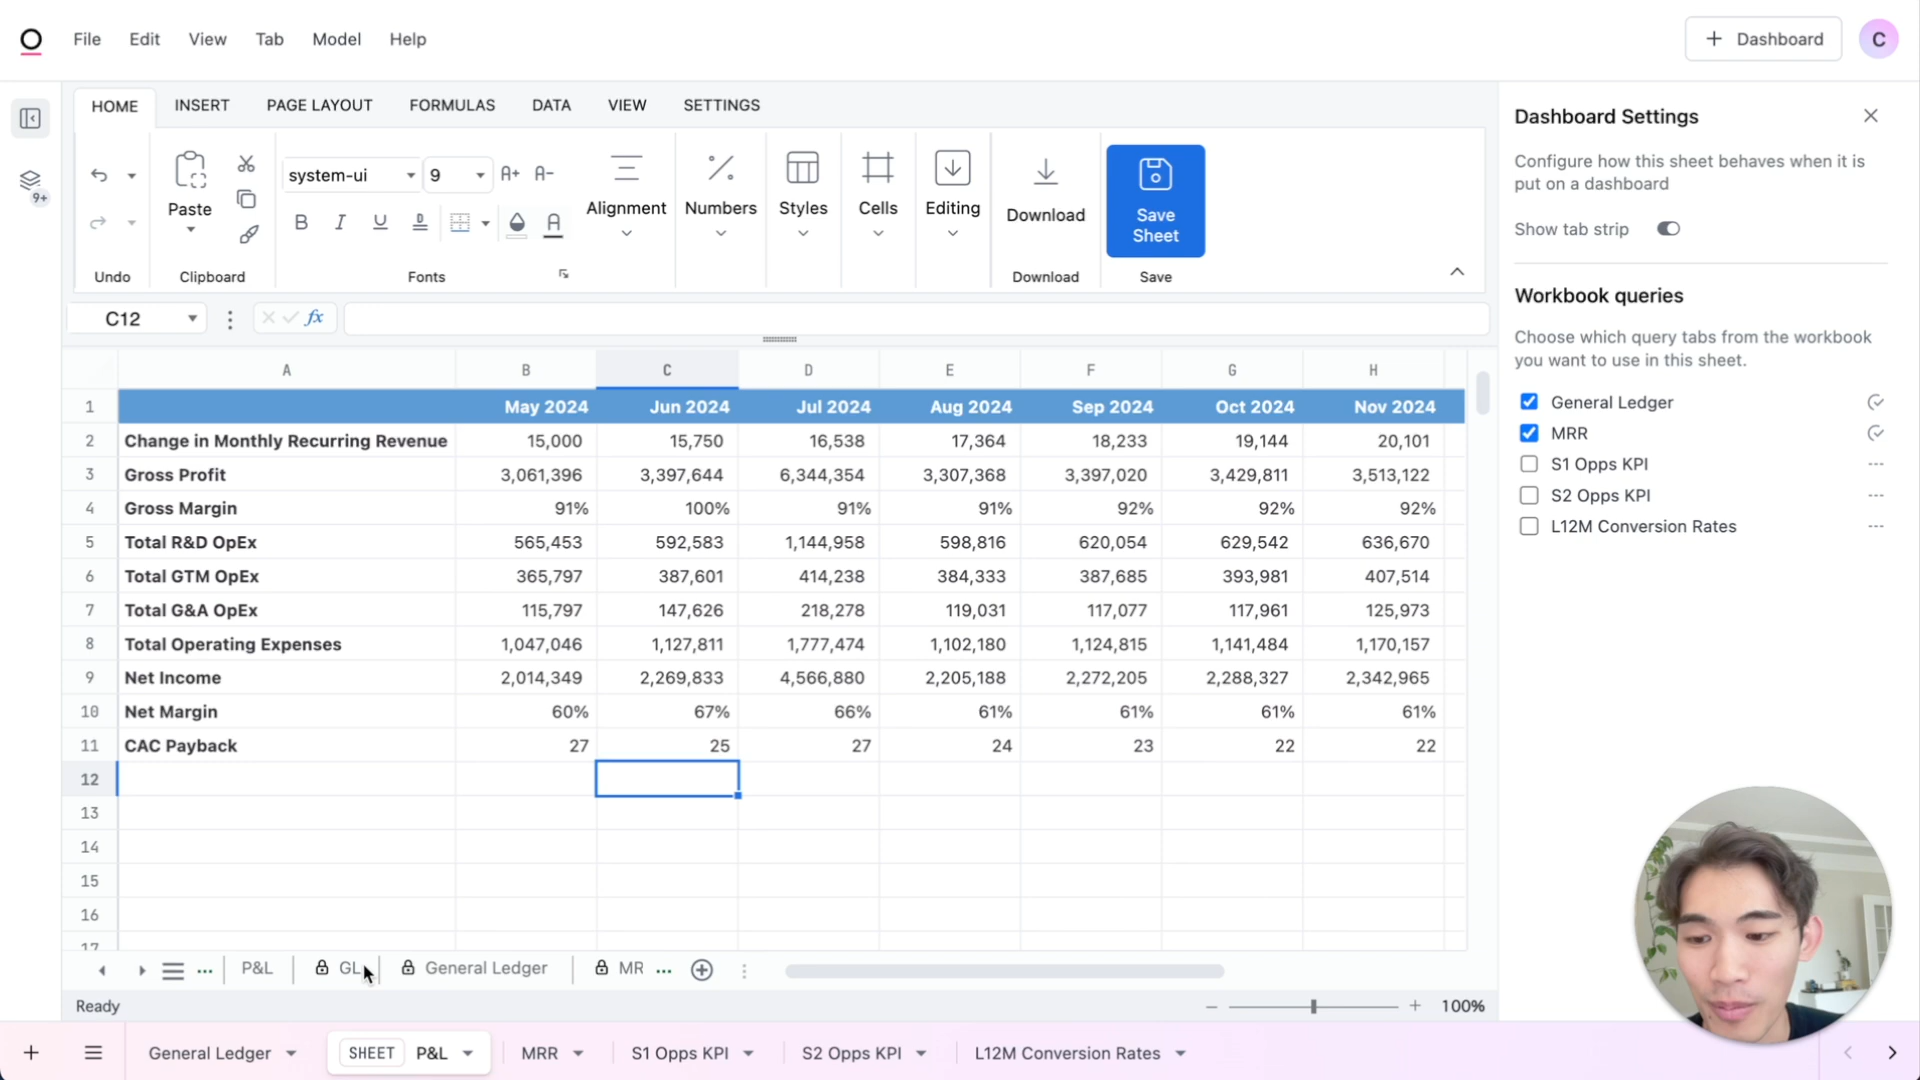 File Edit View Tab Model Help
+ Dashboard C
HOME INSERT PAGE LAYOUT FORMULAS DATA VIEW SETTINGS
9+
system-ui 9 A+ A-
Paste
B I U A
Alignment Numbers Styles Cells Editing Download Save
Sheet
Undo Clipboard Fonts Download Save
C12 fx
A B C D E F G H
1 May 2024 Jun 2024 Jul 2024 Aug 2024 Sep 2024 Oct 2024 Nov 2024
2 Change in Monthly Recurring Revenue 15,000 15,750 16,538 17,364 18,233 19,144 20,101
3 Gross Profit 3,061,396 3,397,644 6,344,354 3,307,368 3,397,020 3,429,811 3,513,122
4 Gross Margin 91% 100% 91% 91% 92% 92% 92%
5 Total R&D OpEx 565,453 592,583 1,144,958 598,816 620,054 629,542 636,670
6 Total GTM OpEx 365,797 387,601 414,238 384,333 387,685 393,981 407,514
7 Total G&A OpEx 115,797 147,626 218,278 119,031 117,077 117,961 125,973
8 Total Operating Expenses 1,047,046 1,127,811 1,777,474 1,102,180 1,124,815 1,141,484 1,170,157
9 Net Income 2,014,349 2,269,833 4,566,880 2,205,188 2,272,205 2,288,327 2,342,965
10 Net Margin 60% 67% 66% 61% 61% 61% 61%
11 CAC Payback 27 25 27 24 23 22 22
12
13
14
15
16
17
... P&L GL General Ledger MR ...
Ready
100%
Dashboard Settings
Configure how this sheet behaves when it is
put on a dashboard
Show tab strip
Workbook queries
Choose which query tabs from the workbook
you want to use in this sheet.
General Ledger
MRR
S1 Opps KPI
S2 Opps KPI
L12M Conversion Rates
General Ledger SHEET P&L MRR S1 Opps KPI S2 Opps KPI L12M Conversion Rates